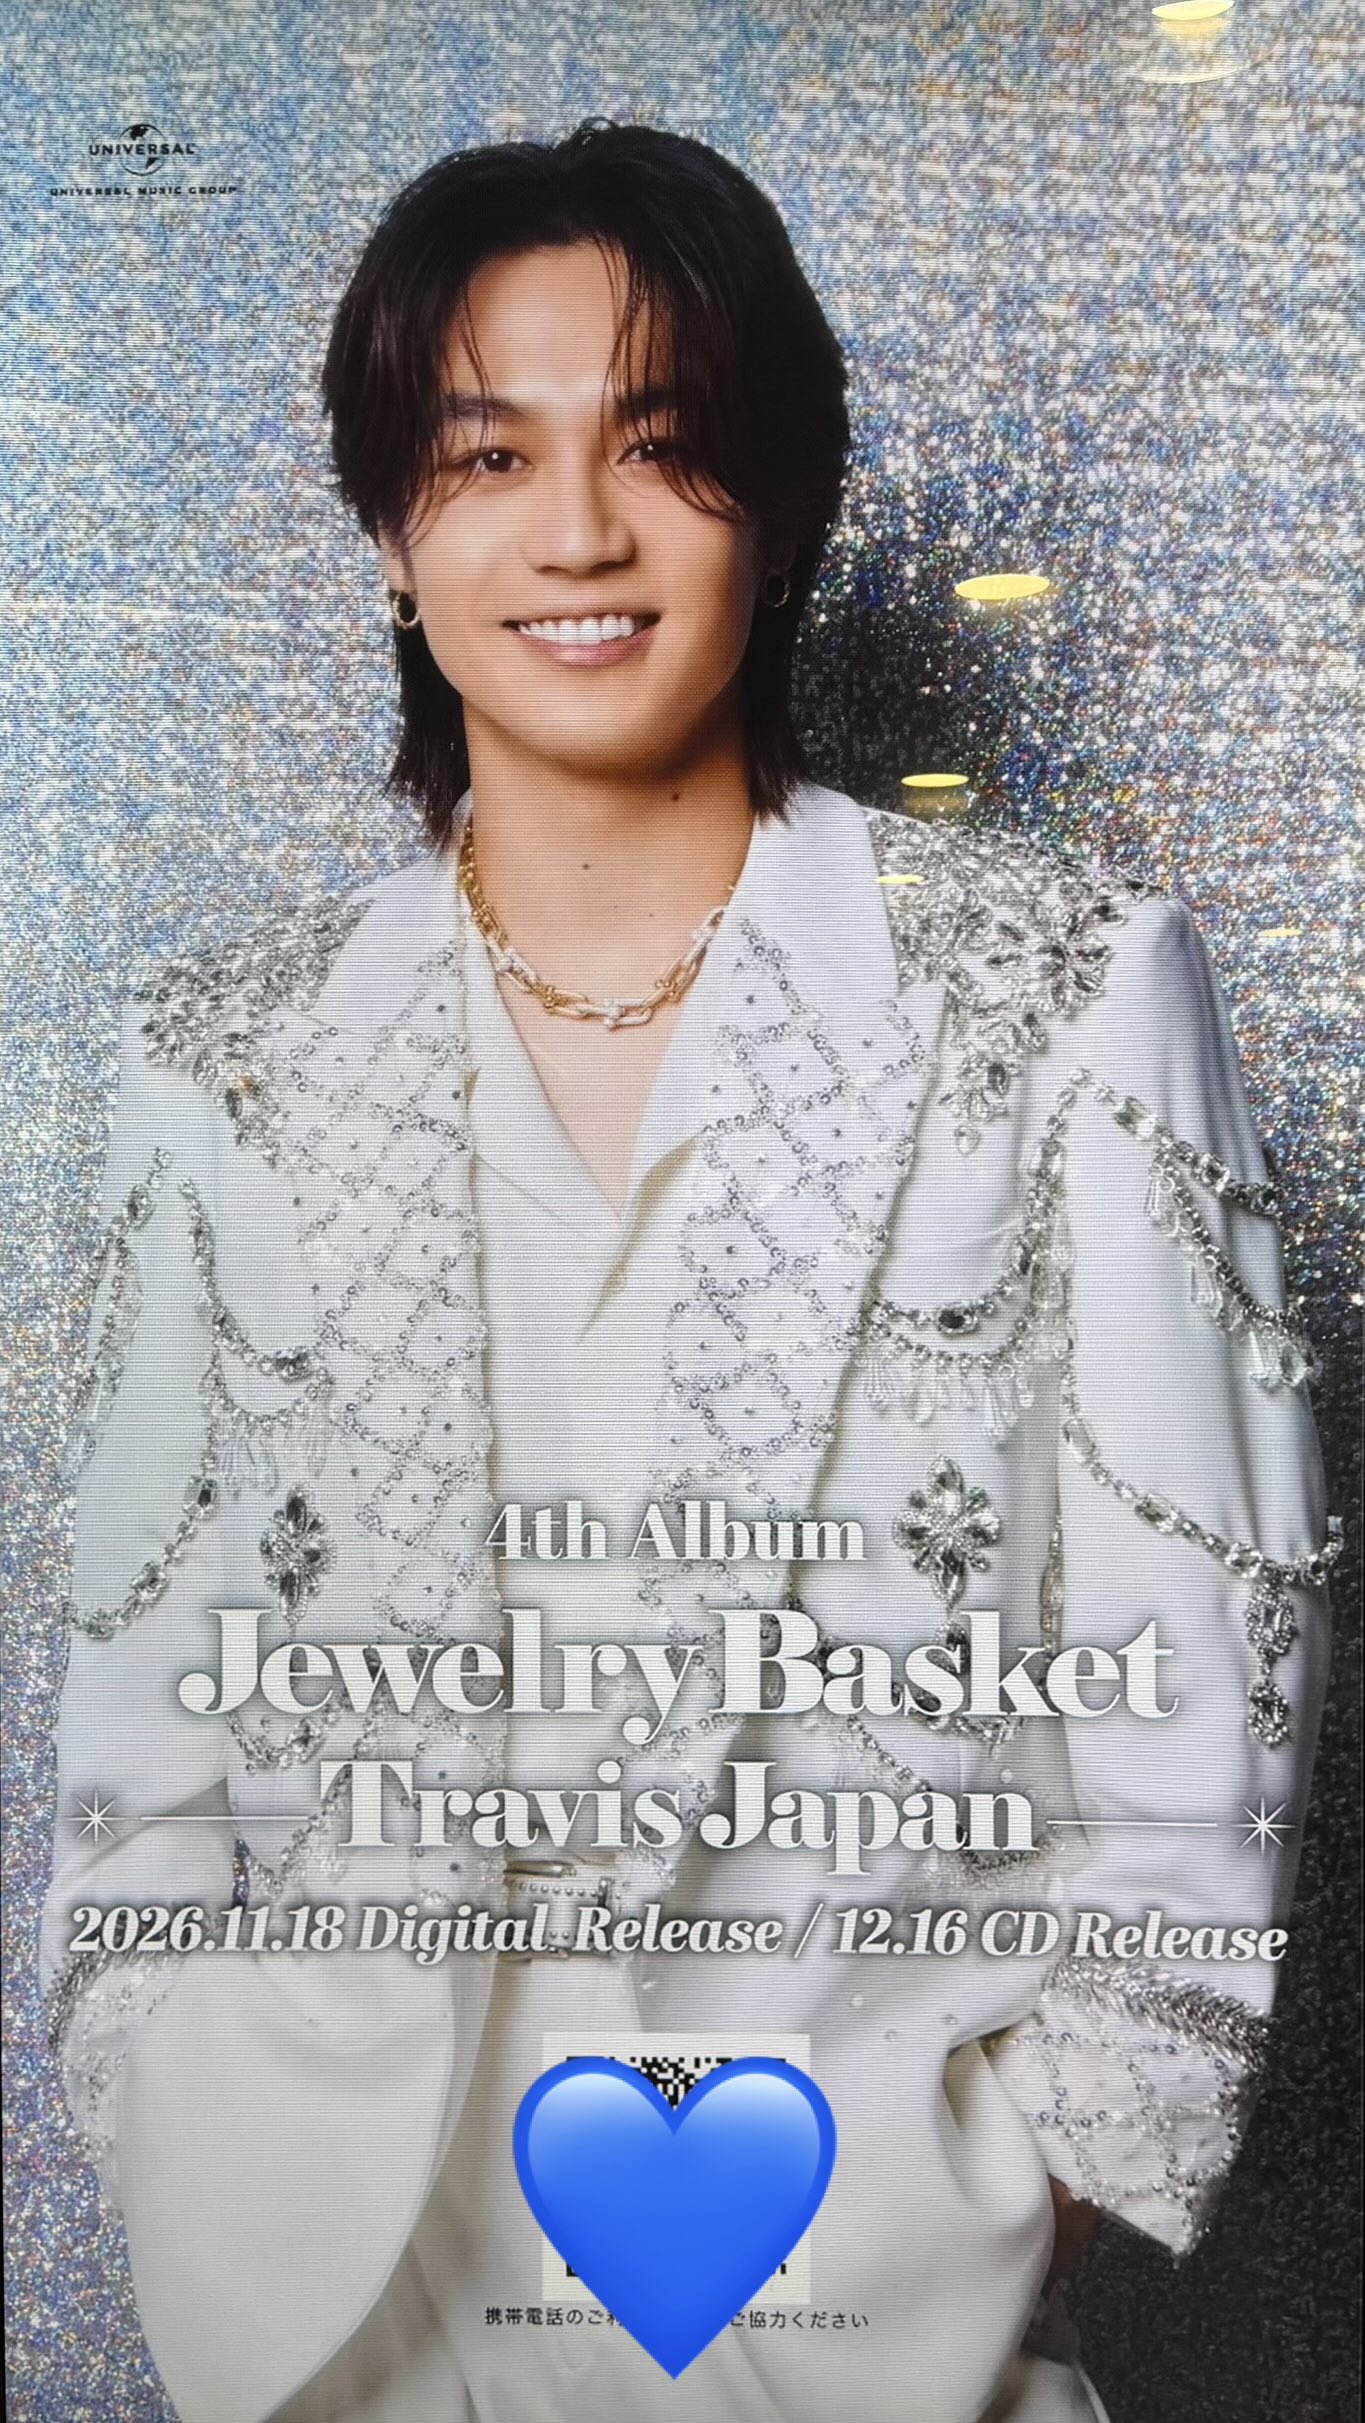 UNIVERSAL
UNIVERSAL MUSIC GROUP
4th Album
Jewelry Basket
Travis Japan
2026.11.18 Digital Release / 12.16 CD Release
携帯電話のご ご協力ください